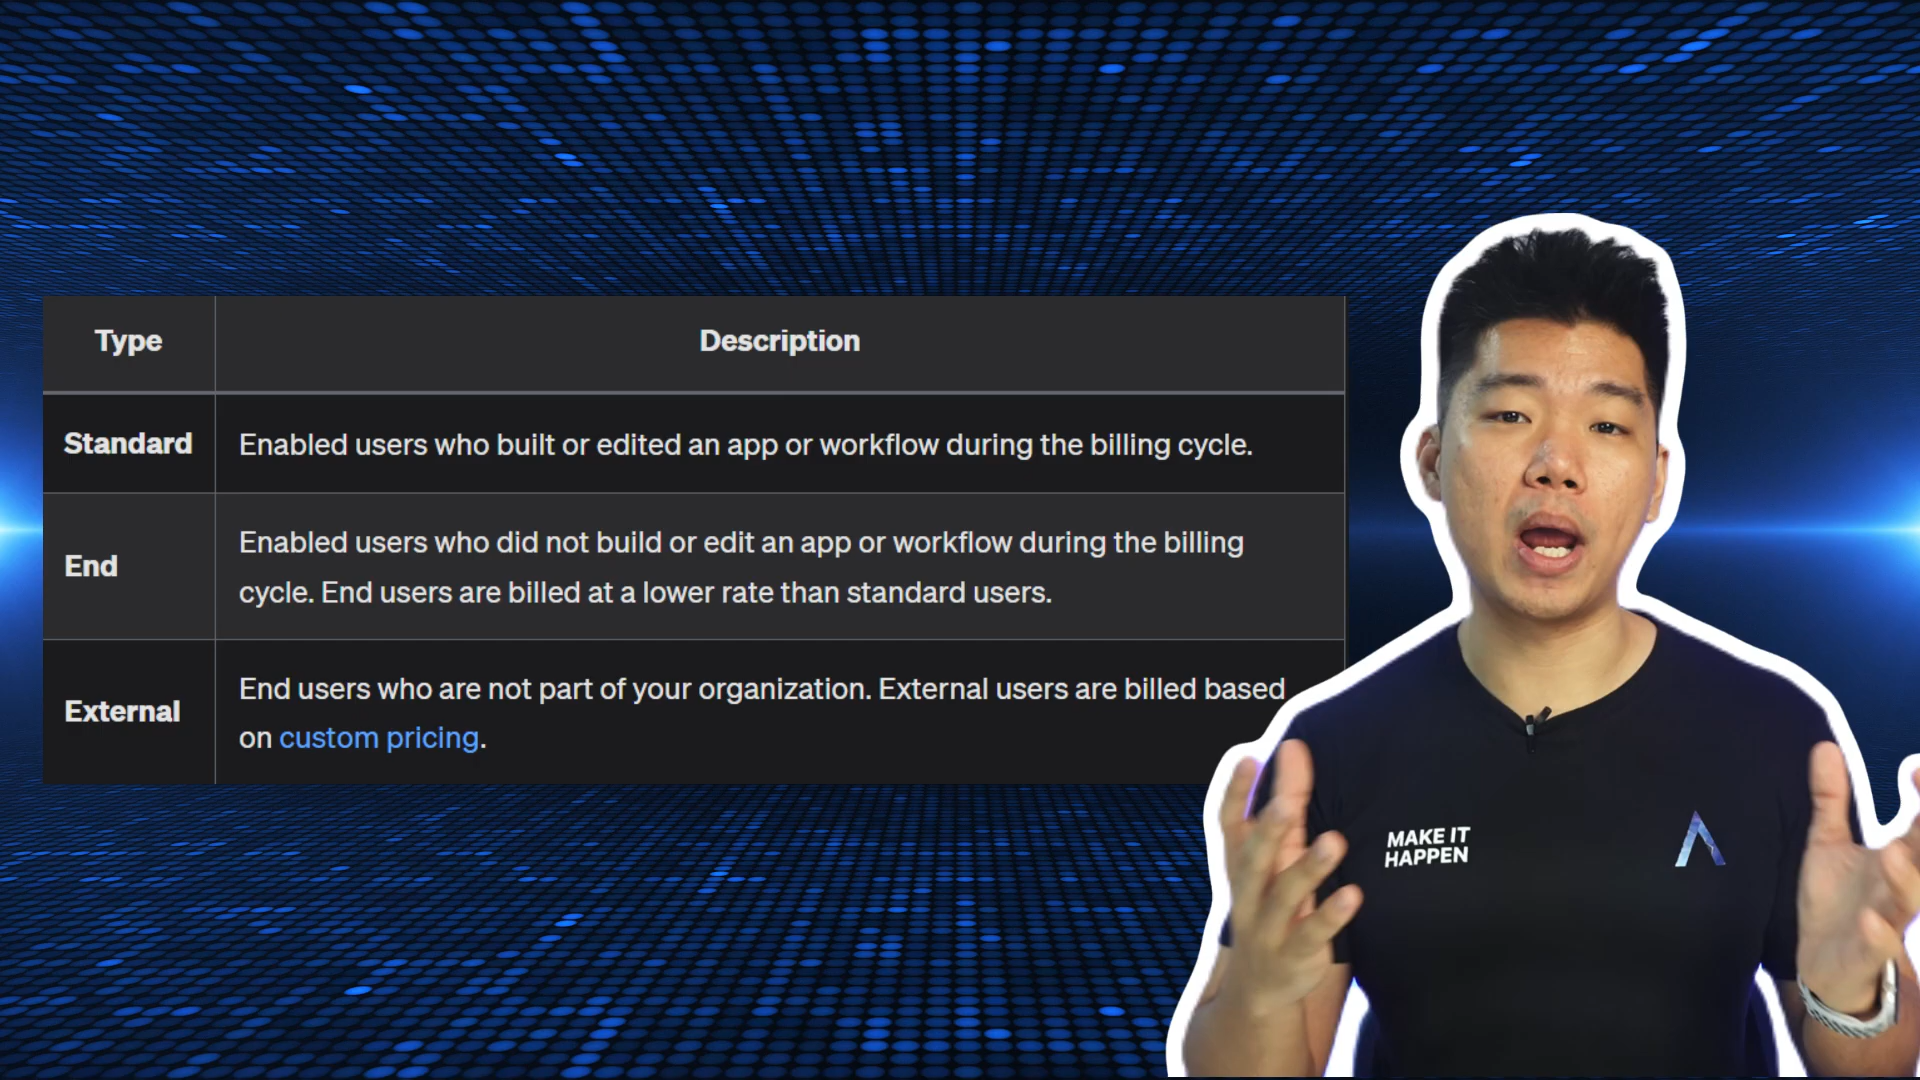 Type
Description
Standard
Enabled users who built or edited an app or workflow during the billing cycle.
End
Enabled users who did not build or edit an app or workflow during the billing
cycle. End users are billed at a lower rate than standard users.
External
End users who are not part of your organization. External users are billed based
on custom pricing.
MAKE IT
HAPPEN